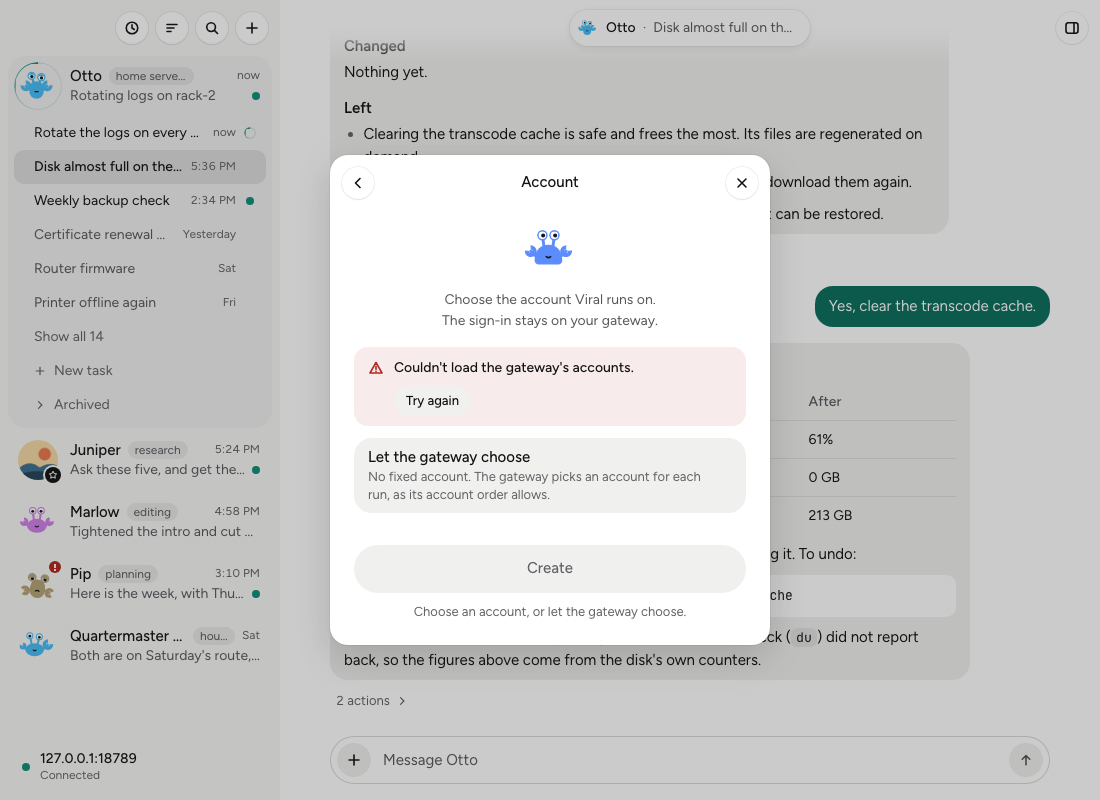 Otto
home serve...
now
Rotating logs on rack-2
Rotate the logs on every ...
now
Disk almost full on the...
5:36 PM
Weekly backup check
2:34 PM
Certificate renewal ...
Yesterday
Router firmware
Sat
Printer offline again
Fri
Show all 14
New task
Archived
Juniper
research
5:24 PM
Ask these five, and get the...
Marlow
editing
4:58 PM
Tightened the intro and cut ...
Pip
planning
3:10 PM
Here is the week, with Thu...
Quartermaster ...
hou...
Sat
Both are on Saturday's route,...
127.0.0.1:18789
Connected
Otto · Disk almost full on th...
Changed
Nothing yet.
Left
Clearing the transcode cache is safe and frees the most. Its files are regenerated on
download them again.
can be restored.
Yes, clear the transcode cache.
After
61%
0 GB
213 GB
it. To undo:
(du) did not report
back, so the figures above come from the disk's own counters.
2 actions
Message Otto
Account
Choose the account Viral runs on.
The sign-in stays on your gateway.
Couldn't load the gateway's accounts.
Try again
Let the gateway choose
No fixed account. The gateway picks an account for each
run, as its account order allows.
Create
Choose an account, or let the gateway choose.